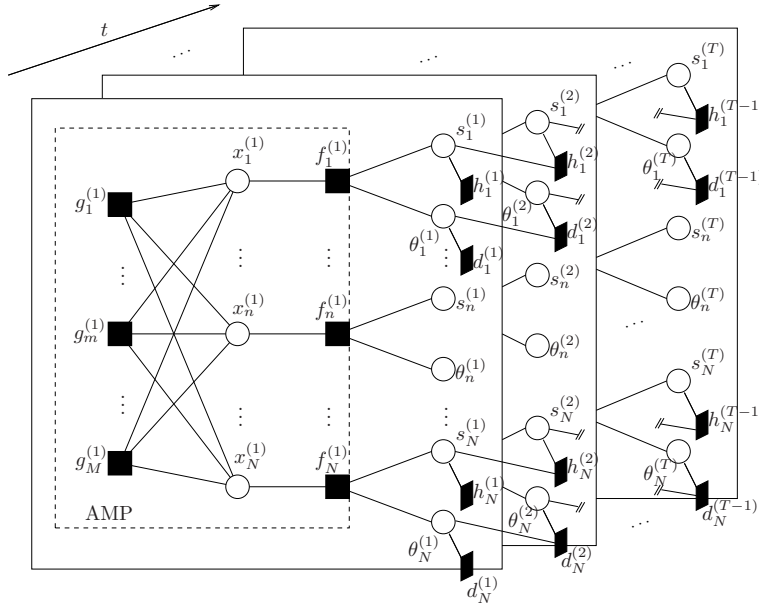 t
⋯
⋯
⋯
s_1^{(T)}
h_1^{(T-1)}
θ_1^{(T)}
d_1^{(T-1)}
s_n^{(T)}
θ_n^{(T)}
⋯
s_N^{(T)}
h_N^{(T-1)}
θ_N^{(T)}
d_N^{(T-1)}
⋯
s_1^{(2)}
h_1^{(2)}
θ_1^{(2)}
d_1^{(2)}
s_n^{(2)}
θ_n^{(2)}
s_N^{(2)}
h_N^{(2)}
θ_N^{(2)}
d_N^{(2)}
g_1^{(1)}
⋮
g_m^{(1)}
⋮
g_M^{(1)}
AMP
x_1^{(1)}
⋮
x_n^{(1)}
⋮
x_N^{(1)}
f_1^{(1)}
⋮
f_n^{(1)}
⋮
f_N^{(1)}
s_1^{(1)}
h_1^{(1)}
θ_1^{(1)}
d_1^{(1)}
⋮
s_n^{(1)}
θ_n^{(1)}
⋮
s_N^{(1)}
h_N^{(1)}
θ_N^{(1)}
d_N^{(1)}